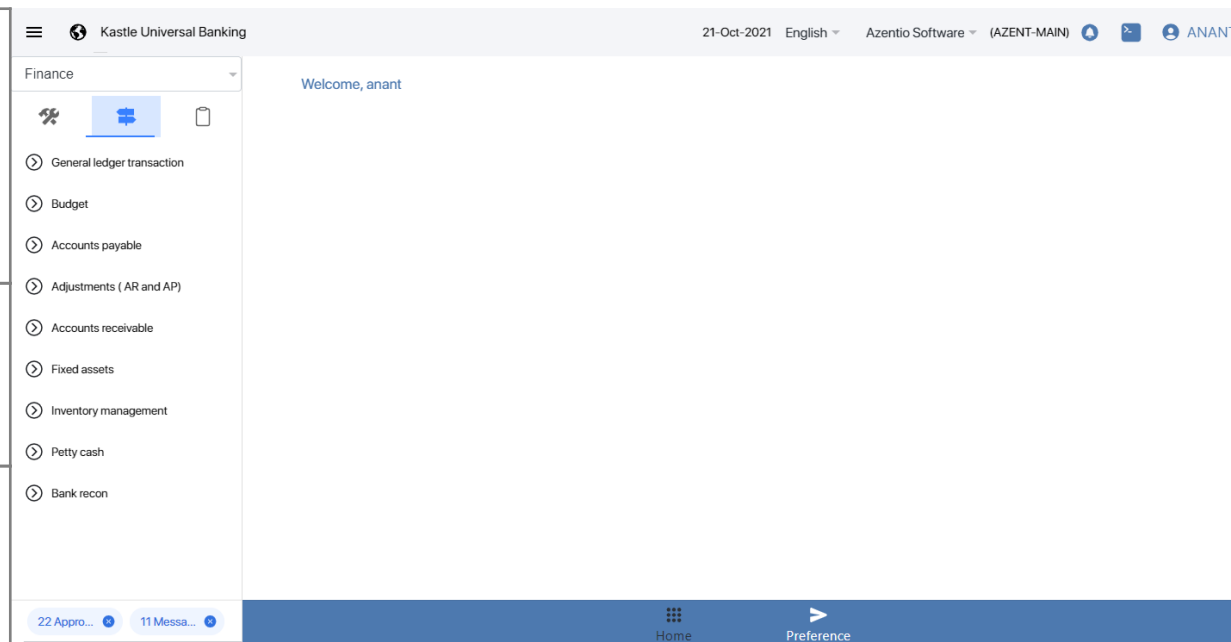 Kastle Universal Banking
21-Oct-2021 English Azentio Software (AZENT-MAIN) ANANT
Finance
Welcome, anant
General ledger transaction
Budget
Accounts payable
Adjustments ( AR and AP)
Accounts receivable
Fixed assets
Inventory management
Petty cash
Bank recon
22 Appro... 11 Messa...
Home Preference